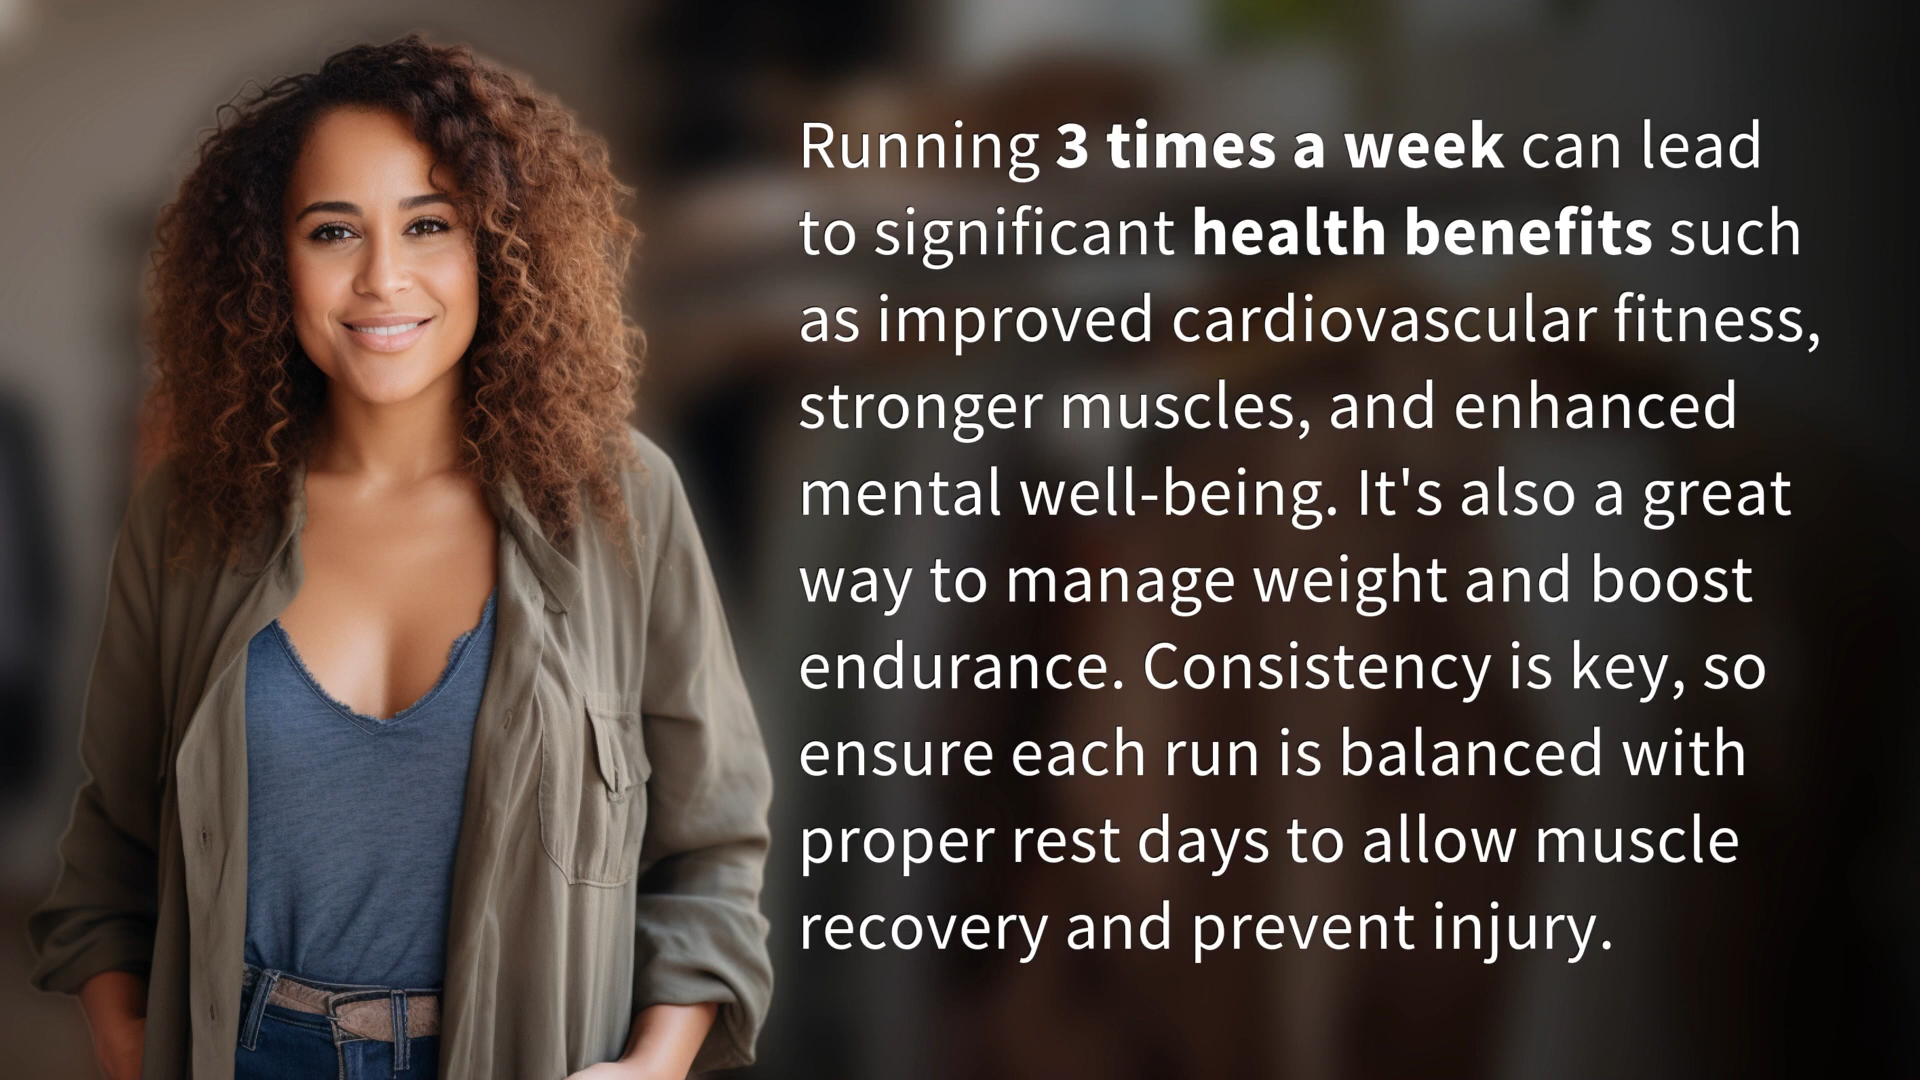 Running 3 times a week can lead
to significant health benefits such
as improved cardiovascular fitness,
stronger muscles, and enhanced
mental well-being. It's also a great
way to manage weight and boost
endurance. Consistency is key, so
ensure each run is balanced with
proper rest days to allow muscle
recovery and prevent injury.